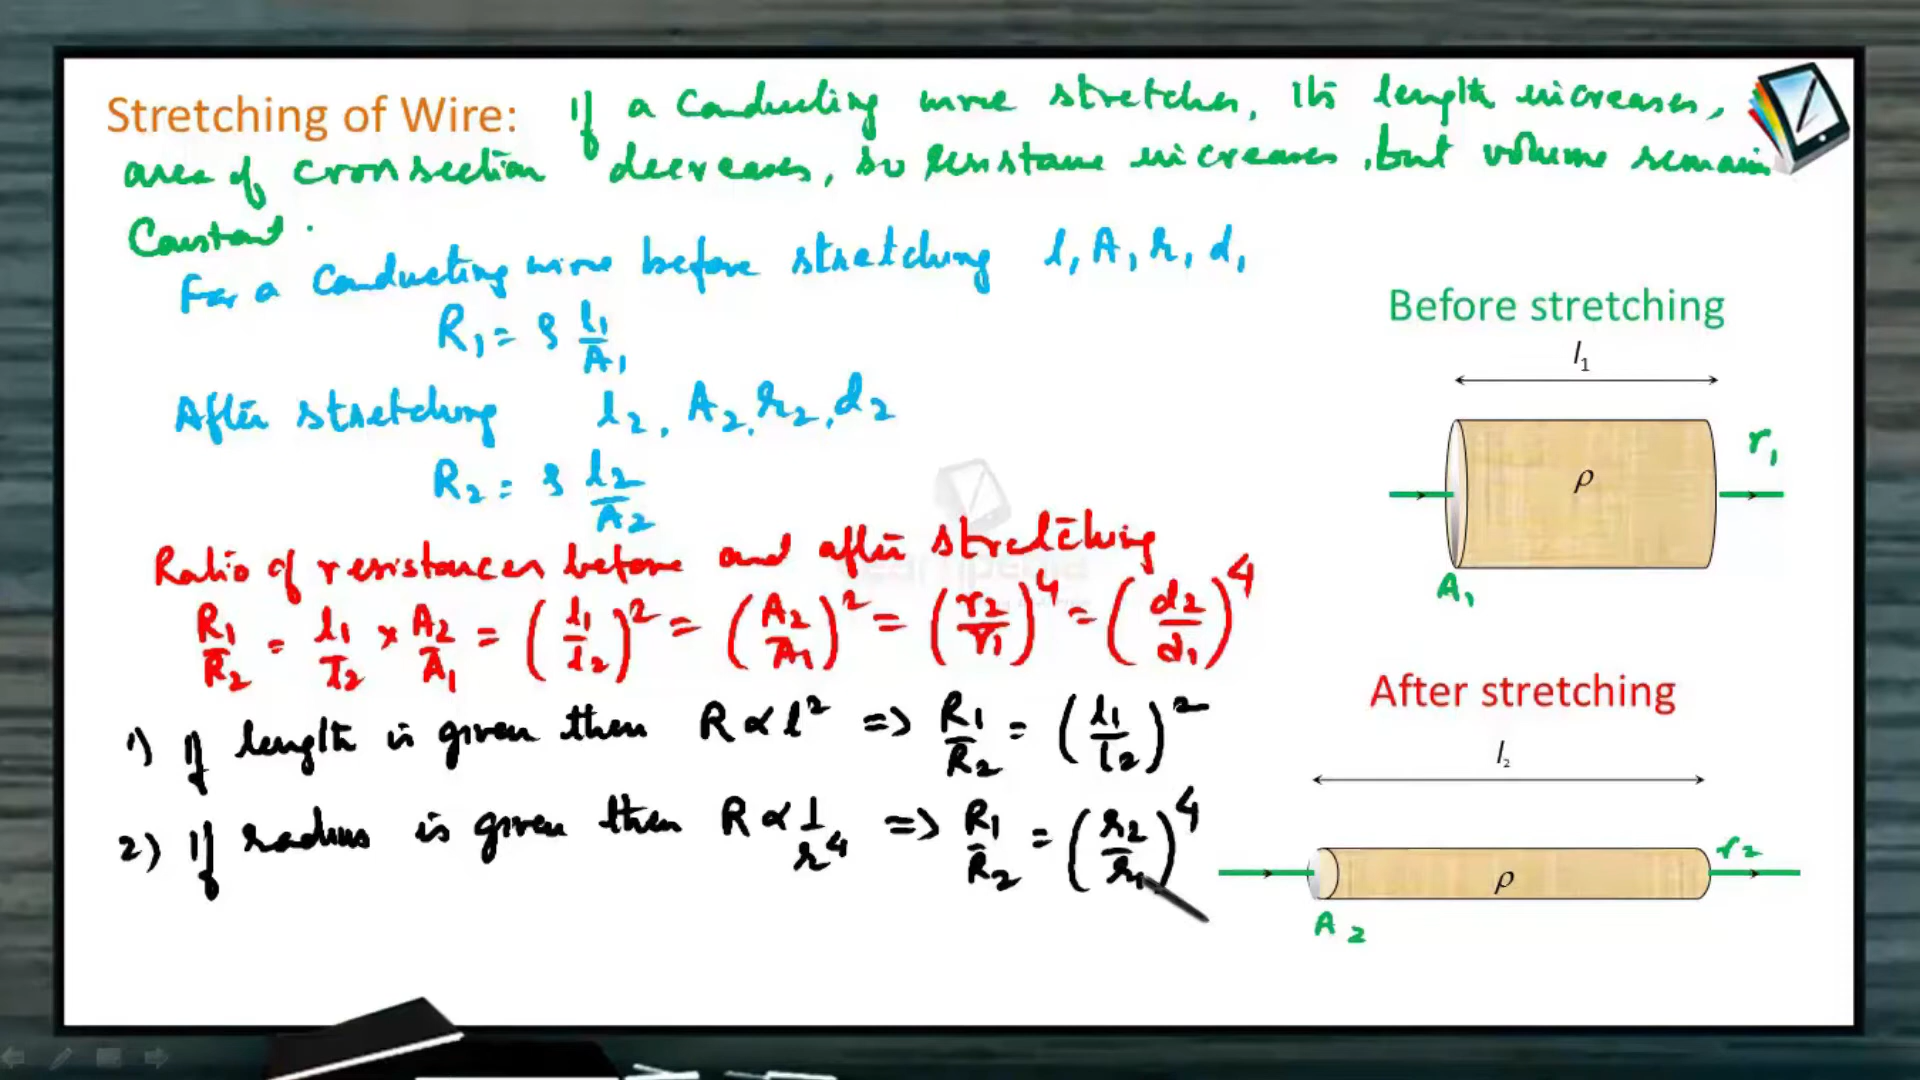 Stretching of Wire: If a conducting wire stretches, its length increases,
area of crossection decreases, so resistance increases, but volume remain
Constant.
For a conducting wire before stretching l₁ A₁ r₁ d₁
R₁ = ρ l₁/A₁
After stretching l₂, A₂, r₂, d₂
R₂ = ρ l₂/A₂
Ratio of resistances before and after stretching
R₁/R₂ = l₁/l₂ × A₂/A₁ = (l₁/l₂)² = (A₂/A₁)² = (r₂/r₁)⁴ = (d₂/d₁)⁴
1) If length is given then R ∝ l² => R₁/R₂ = (l₁/l₂)²
2) If radius is given then R ∝ 1/r⁴ => R₁/R₂ = (r₂/r₁)⁴
Before stretching
l₁
r₁
ρ
A₁
After stretching
l₂
r₂
ρ
A₂